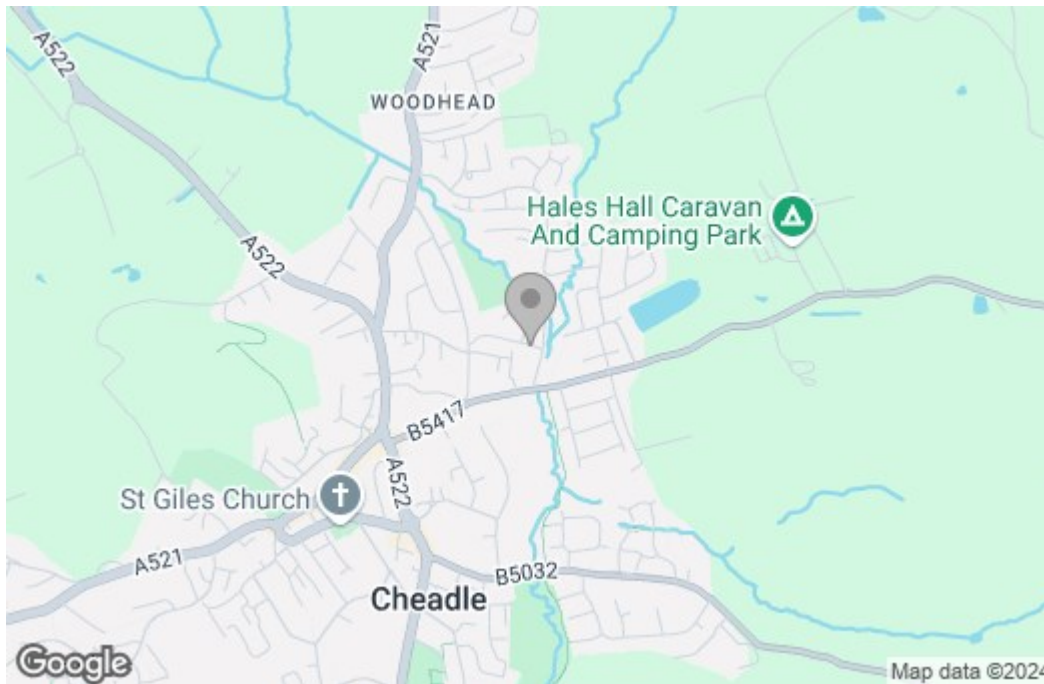 A522
A521
WOODHEAD
Hales Hall Caravan
And Camping Park
A522
B5417
St Giles Church
A522
A521
B5032
Cheadle
Google
Map data ©2024